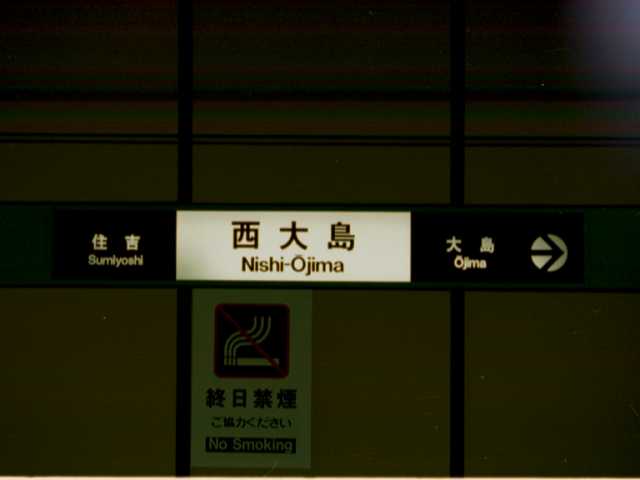 住吉
Sumiyoshi
西大島
Nishi-Ōjima
大島
Ōjima
終日禁煙
ご協力ください
No Smoking